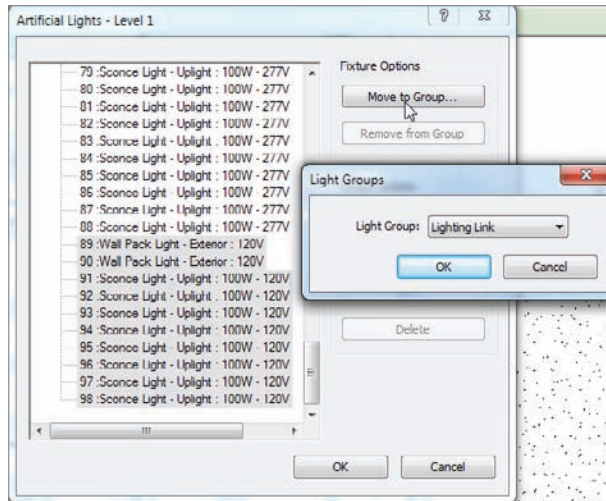 Artificial Lights - Level 1
79 :Sconce Light - Uplight : 100W - 277V
80 :Sconce Light - Uplight : 100W - 277V
81 :Sconce Light - Uplight : 100W - 277V
82 :Sconce Light - Uplight : 100W - 277V
83 :Sconce Light - Uplight : 100W - 277V
84 :Sconce Light - Uplight : 100W - 277V
85 :Sconce Light - Uplight : 100W - 277V
86 :Sconce Light - Uplight : 100W - 277V
87 :Sconce Light - Uplight : 100W - 277V
88 :Sconce Light - Uplight : 100W - 277V
89 :Wall Pack Light - Exterior : 120V
90 :Wall Pack Light - Exterior : 120V
91 :Sconce Light - Uplight : 100W - 120V
92 :Sconce Light - Uplight : 100W - 120V
93 :Sconce Light - Uplight : 100W - 120V
94 :Sconce Light - Uplight : 100W - 120V
95 :Sconce Light - Uplight : 100W - 120V
96 :Sconce Light - Uplight : 100W - 120V
97 :Sconce Light - Uplight : 100W - 120V
98 :Sconce Light - Uplight : 100W - 120V
Fixture Options
Move to Group...
Remove from Group
Light Groups
Light Group: Lighting Link
OK Cancel
Delete
OK Cancel